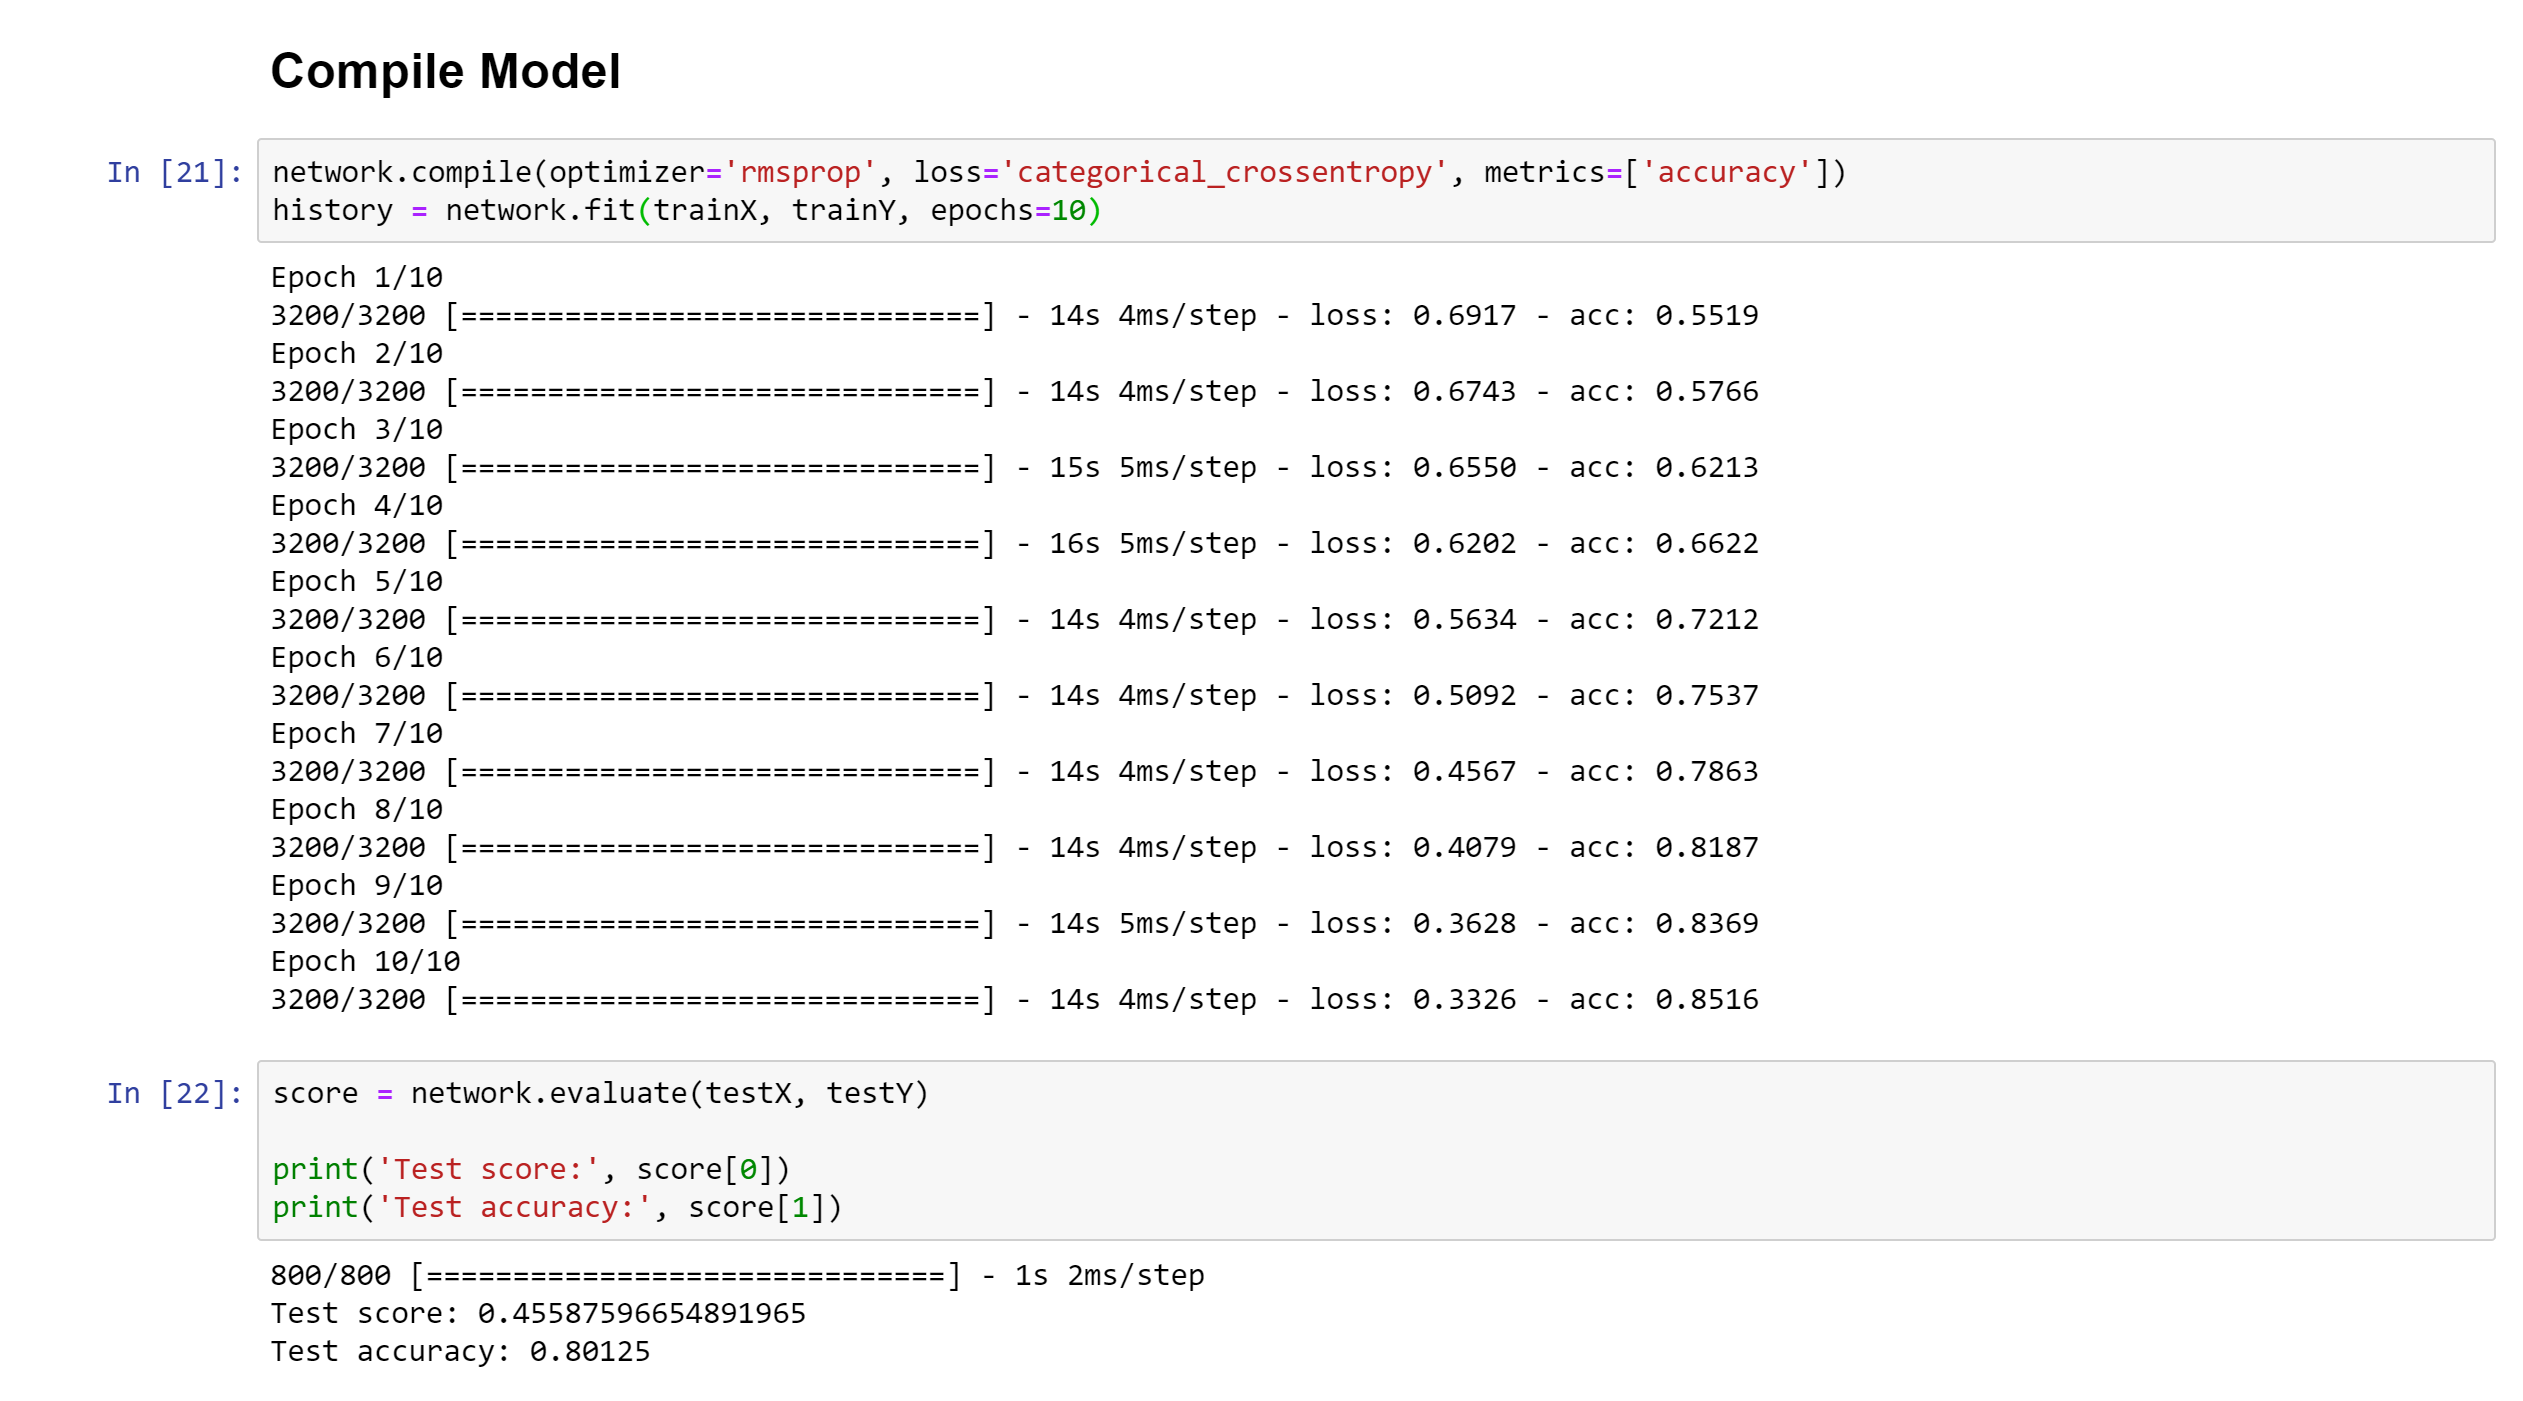 Compile Model
In [21]:
network.compile(optimizer='rmsprop', loss='categorical_crossentropy', metrics=['accuracy'])
history = network.fit(trainX, trainY, epochs=10)
Epoch 1/10
3200/3200 [==============================] - 14s 4ms/step - loss: 0.6917 - acc: 0.5519
Epoch 2/10
3200/3200 [==============================] - 14s 4ms/step - loss: 0.6743 - acc: 0.5766
Epoch 3/10
3200/3200 [==============================] - 15s 5ms/step - loss: 0.6550 - acc: 0.6213
Epoch 4/10
3200/3200 [==============================] - 16s 5ms/step - loss: 0.6202 - acc: 0.6622
Epoch 5/10
3200/3200 [==============================] - 14s 4ms/step - loss: 0.5634 - acc: 0.7212
Epoch 6/10
3200/3200 [==============================] - 14s 4ms/step - loss: 0.5092 - acc: 0.7537
Epoch 7/10
3200/3200 [==============================] - 14s 4ms/step - loss: 0.4567 - acc: 0.7863
Epoch 8/10
3200/3200 [==============================] - 14s 4ms/step - loss: 0.4079 - acc: 0.8187
Epoch 9/10
3200/3200 [==============================] - 14s 5ms/step - loss: 0.3628 - acc: 0.8369
Epoch 10/10
3200/3200 [==============================] - 14s 4ms/step - loss: 0.3326 - acc: 0.8516
In [22]:
score = network.evaluate(testX, testY)
print('Test score:', score[0])
print('Test accuracy:', score[1])
800/800 [==============================] - 1s 2ms/step
Test score: 0.45587596654891965
Test accuracy: 0.80125